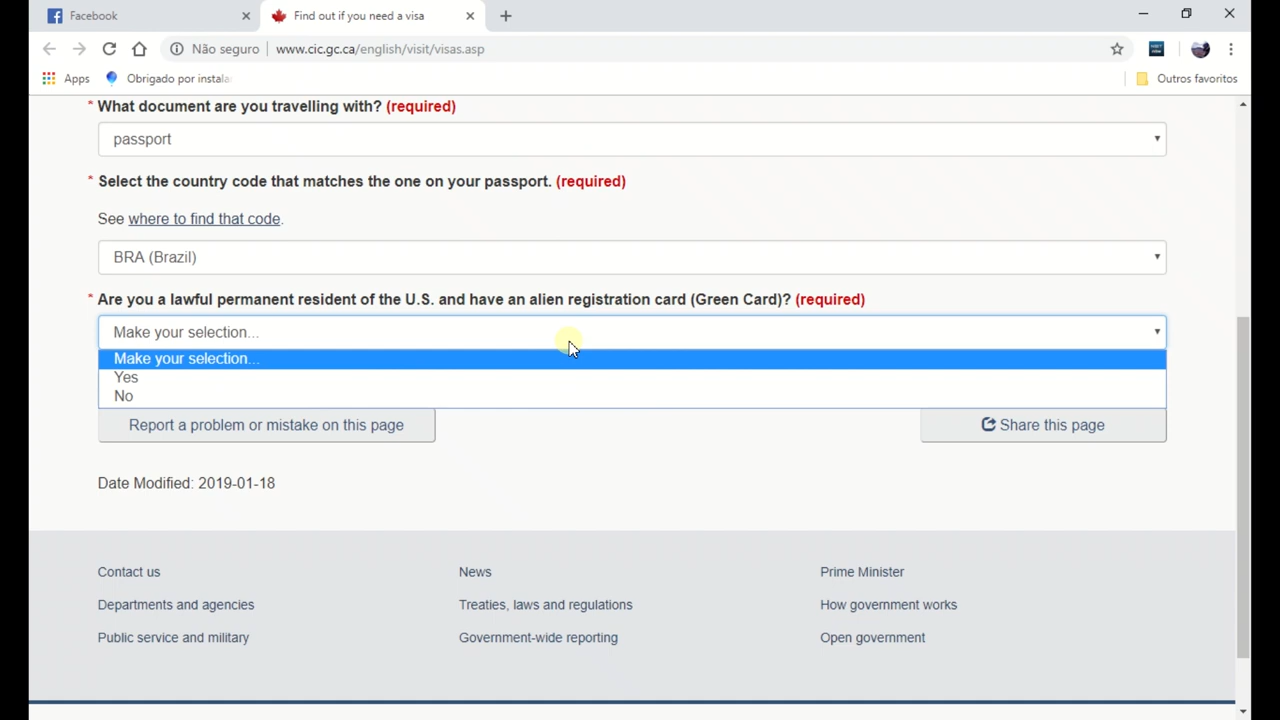 Facebook
Find out if you need a visa
Não seguro
www.cic.gc.ca/english/visit/visas.asp
Apps
Obrigado por instala
Outros favoritos
* What document are you travelling with? (required)
passport
* Select the country code that matches the one on your passport. (required)
See where to find that code.
BRA (Brazil)
* Are you a lawful permanent resident of the U.S. and have an alien registration card (Green Card)? (required)
Make your selection...
Make your selection...
Yes
No
Report a problem or mistake on this page
Share this page
Date Modified: 2019-01-18
Contact us
News
Prime Minister
Departments and agencies
Treaties, laws and regulations
How government works
Public service and military
Government-wide reporting
Open government